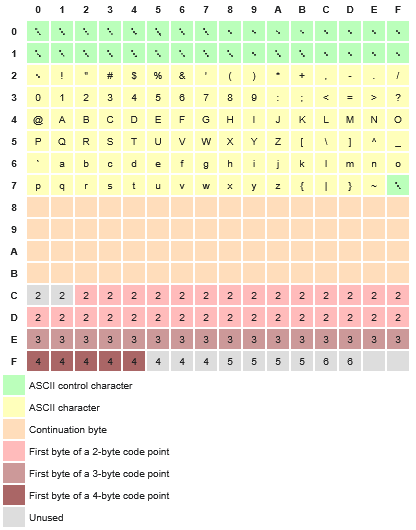 0 1 2 3 4 5 6 7 8 9 A B C D E F
0
1
2 ! " # $ % & ' ( ) * + , - . /
3 0 1 2 3 4 5 6 7 8 9 : ; < = > ?
4 @ A B C D E F G H I J K L M N O
5 P Q R S T U V W X Y Z [ \ ] ^ _
6 ` a b c d e f g h i j k l m n o
7 p q r s t u v w x y z { | } ~
8
9
A
B
C 2 2 2 2 2 2 2 2 2 2 2 2 2 2 2 2
D 2 2 2 2 2 2 2 2 2 2 2 2 2 2 2 2
E 3 3 3 3 3 3 3 3 3 3 3 3 3 3 3 3
F 4 4 4 4 4 4 4 4 5 5 5 5 6 6
ASCII control character
ASCII character
Continuation byte
First byte of a 2-byte code point
First byte of a 3-byte code point
First byte of a 4-byte code point
Unused